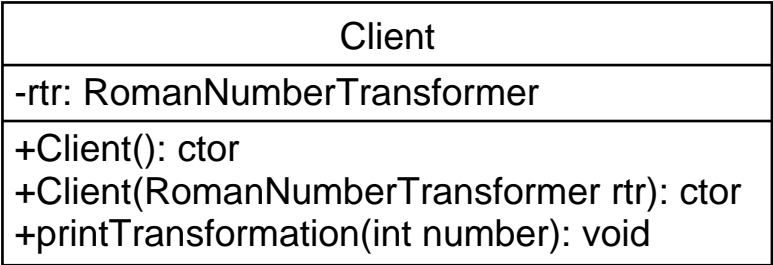 Client
-rtr: RomanNumberTransformer
+Client(): ctor
+Client(RomanNumberTransformer rtr): ctor
+printTransformation(int number): void